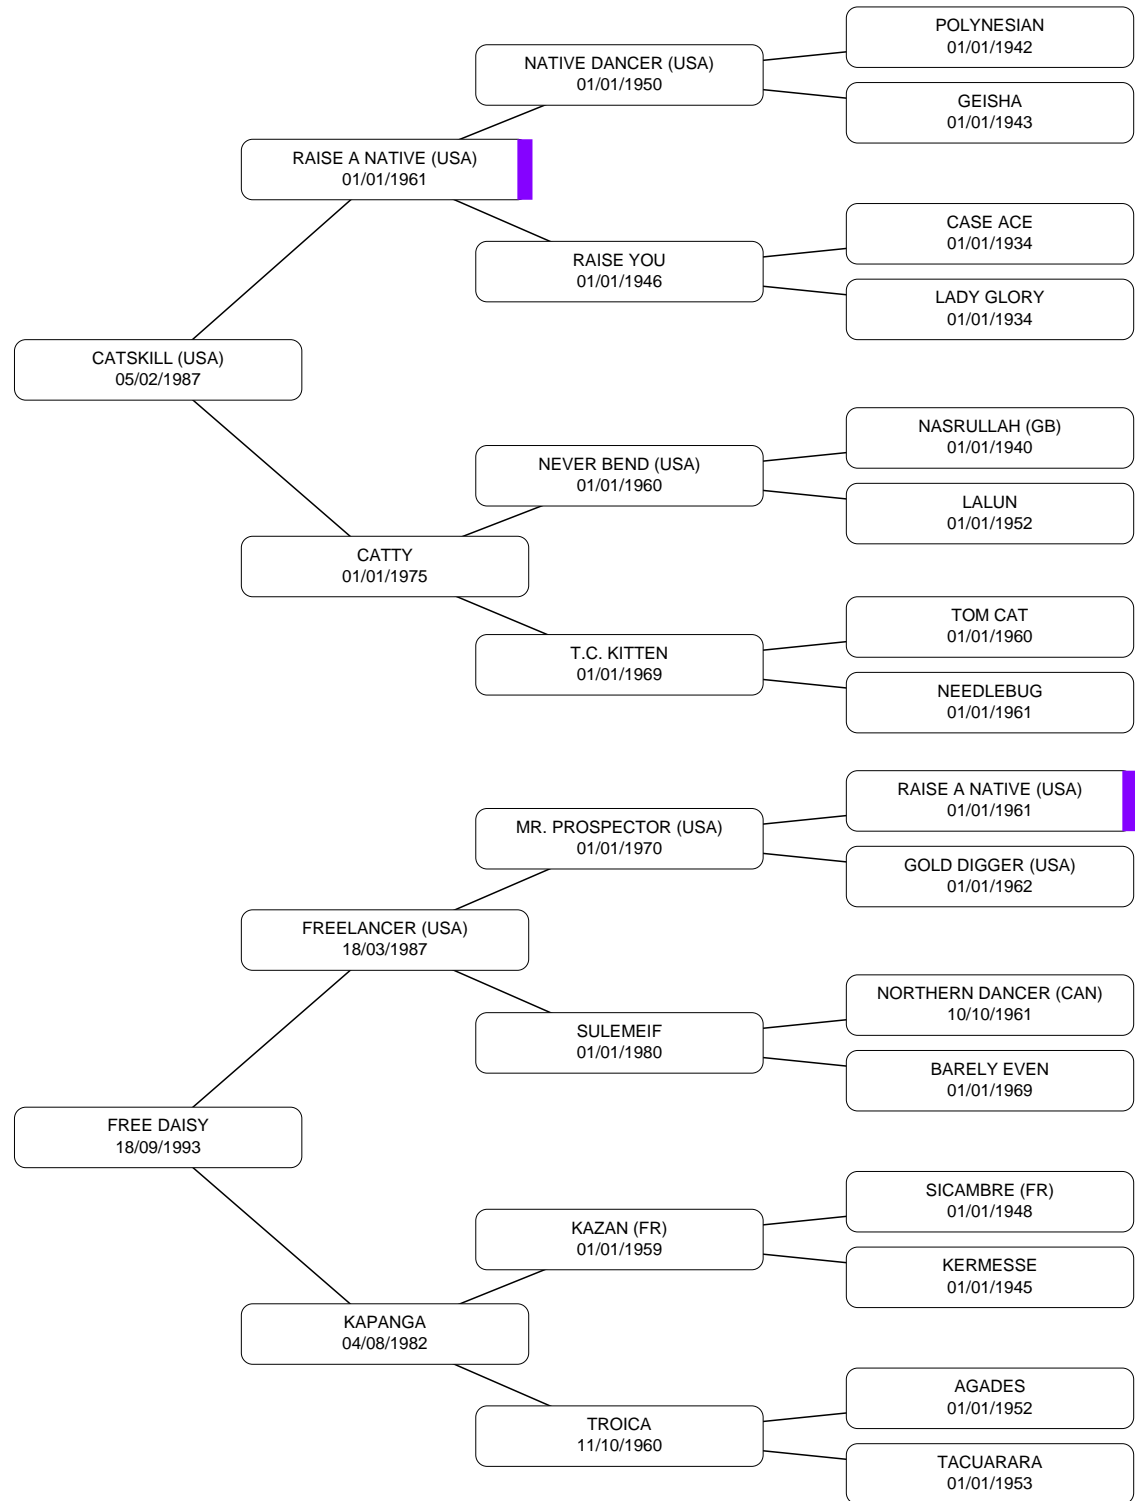 POLYNESIAN
01/01/1942
NATIVE DANCER (USA)
01/01/1950
GEISHA
01/01/1943
RAISE A NATIVE (USA)
01/01/1961
CASE ACE
01/01/1934
RAISE YOU
01/01/1946
LADY GLORY
01/01/1934
CATSKILL (USA)
05/02/1987
NASRULLAH (GB)
01/01/1940
NEVER BEND (USA)
01/01/1960
LALUN
01/01/1952
CATTY
01/01/1975
TOM CAT
01/01/1960
T.C. KITTEN
01/01/1969
NEEDLEBUG
01/01/1961
RAISE A NATIVE (USA)
01/01/1961
MR. PROSPECTOR (USA)
01/01/1970
GOLD DIGGER (USA)
01/01/1962
FREELANCER (USA)
18/03/1987
NORTHERN DANCER (CAN)
10/10/1961
SULEMEIF
01/01/1980
BARELY EVEN
01/01/1969
FREE DAISY
18/09/1993
SICAMBRE (FR)
01/01/1948
KAZAN (FR)
01/01/1959
KERMESSE
01/01/1945
KAPANGA
04/08/1982
AGADES
01/01/1952
TROICA
11/10/1960
TACUARARA
01/01/1953